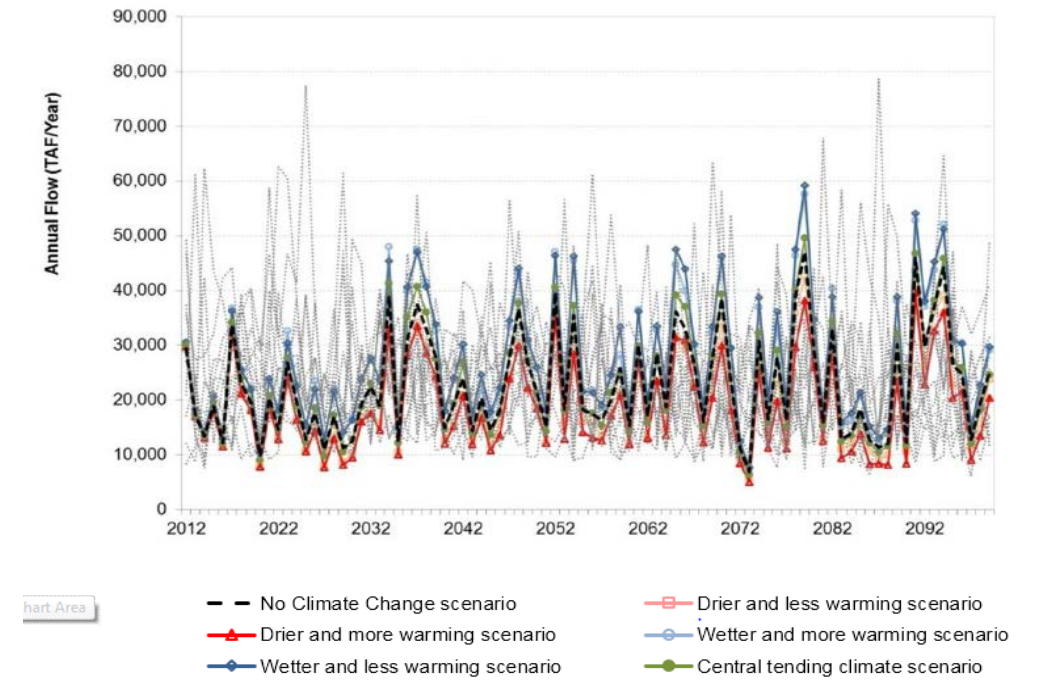 90,000
80,000
70,000
60,000
50,000
40,000
30,000
20,000
10,000
0
Annual Flow (TAF/Year)
2012 2022 2032 2042 2052 2062 2072 2082 2092
hart Area
No Climate Change scenario
Drier and less warming scenario
Drier and more warming scenario
Wetter and more warming scenario
Wetter and less warming scenario
Central tending climate scenario